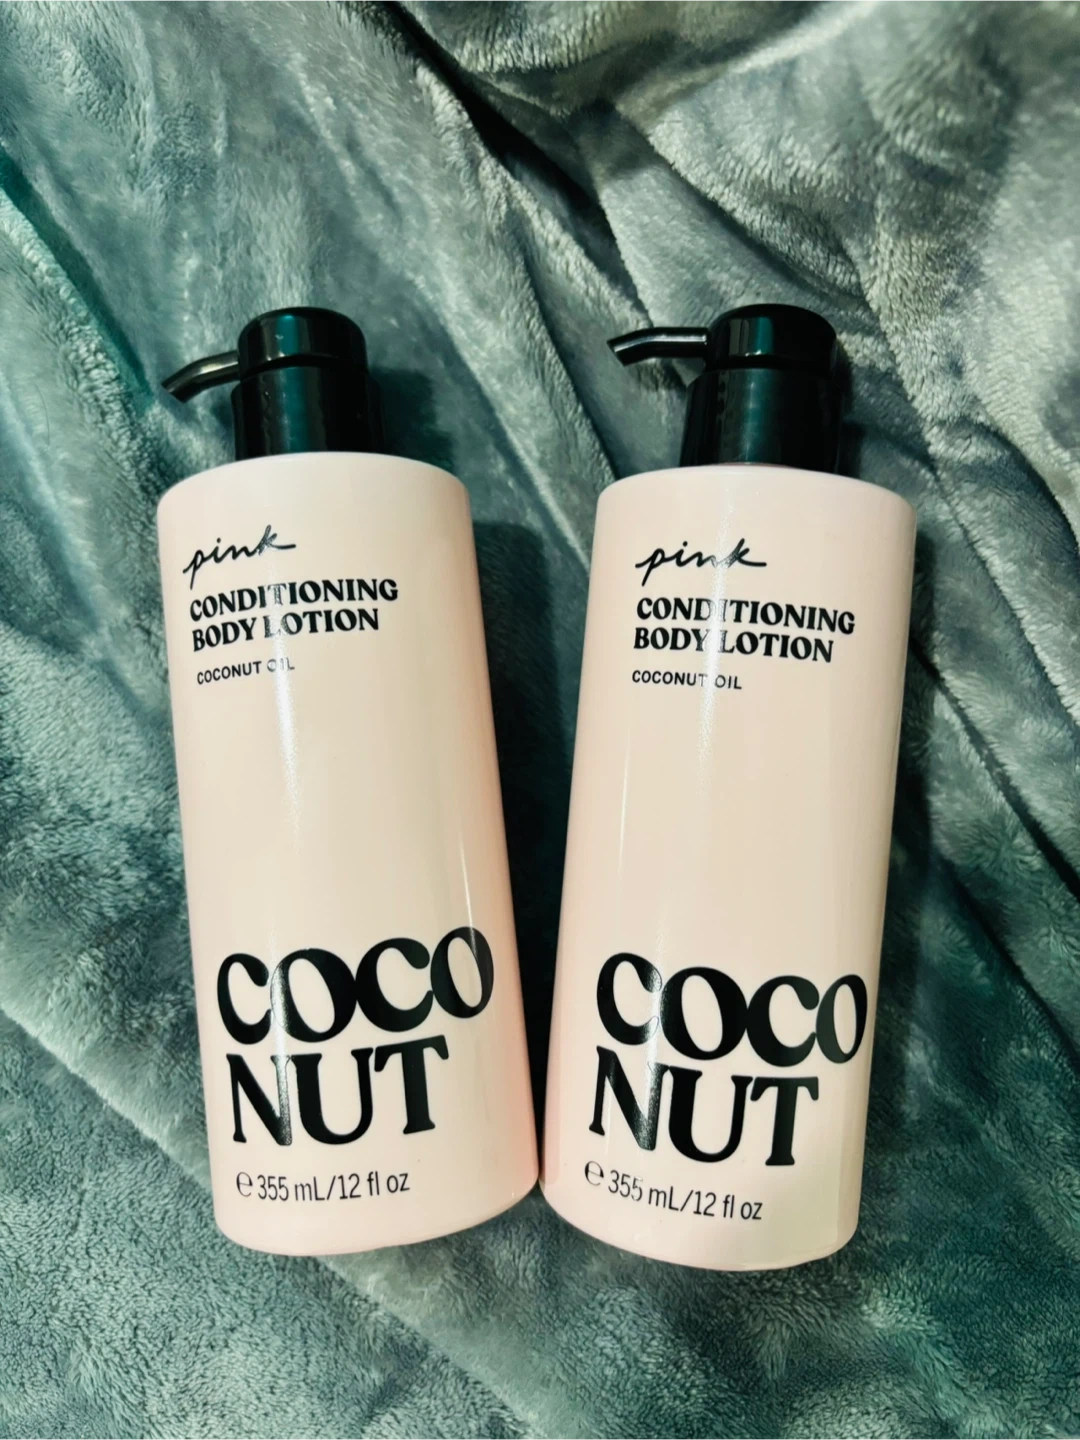 pink
CONDITIONING
BODY LOTION
COCONUT OIL
COCO
NUT
℮ 355 mL/12 fl oz
pink
CONDITIONING
BODY LOTION
COCONUT OIL
COCO
NUT
℮ 355 mL/12 fl oz